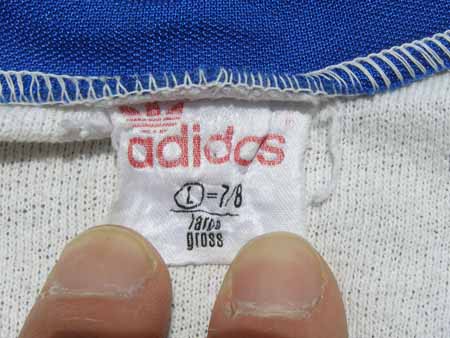 adidas
L=7/8
large
gross